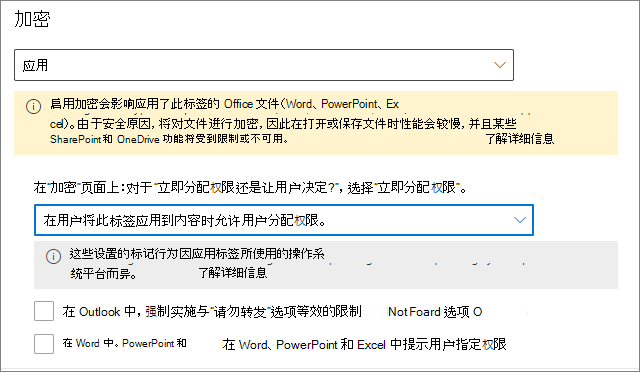 加密
应用
启用加密会影响应用了此标签的 Office 文件(Word、PowerPoint、Ex
cel)。由于安全原因,将对文件进行加密,因此在打开或保存文件时性能会较慢,并且某些
SharePoint 和 OneDrive 功能将受到限制或不可用。 了解详细信息
在"加密"页面上:对于"立即分配权限还是让用户决定?",选择"立即分配权限"。
在用户将此标签应用到内容时允许用户分配权限。
这些设置的标记行为因应用标签所使用的操作系
统平台而异。 了解详细信息
在 Outlook 中,强制实施与"请勿转发"选项等效的限制 Not Foard 选项 O
在 Word 中。PowerPoint 和 在 Word、PowerPoint 和 Excel 中提示用户指定权限